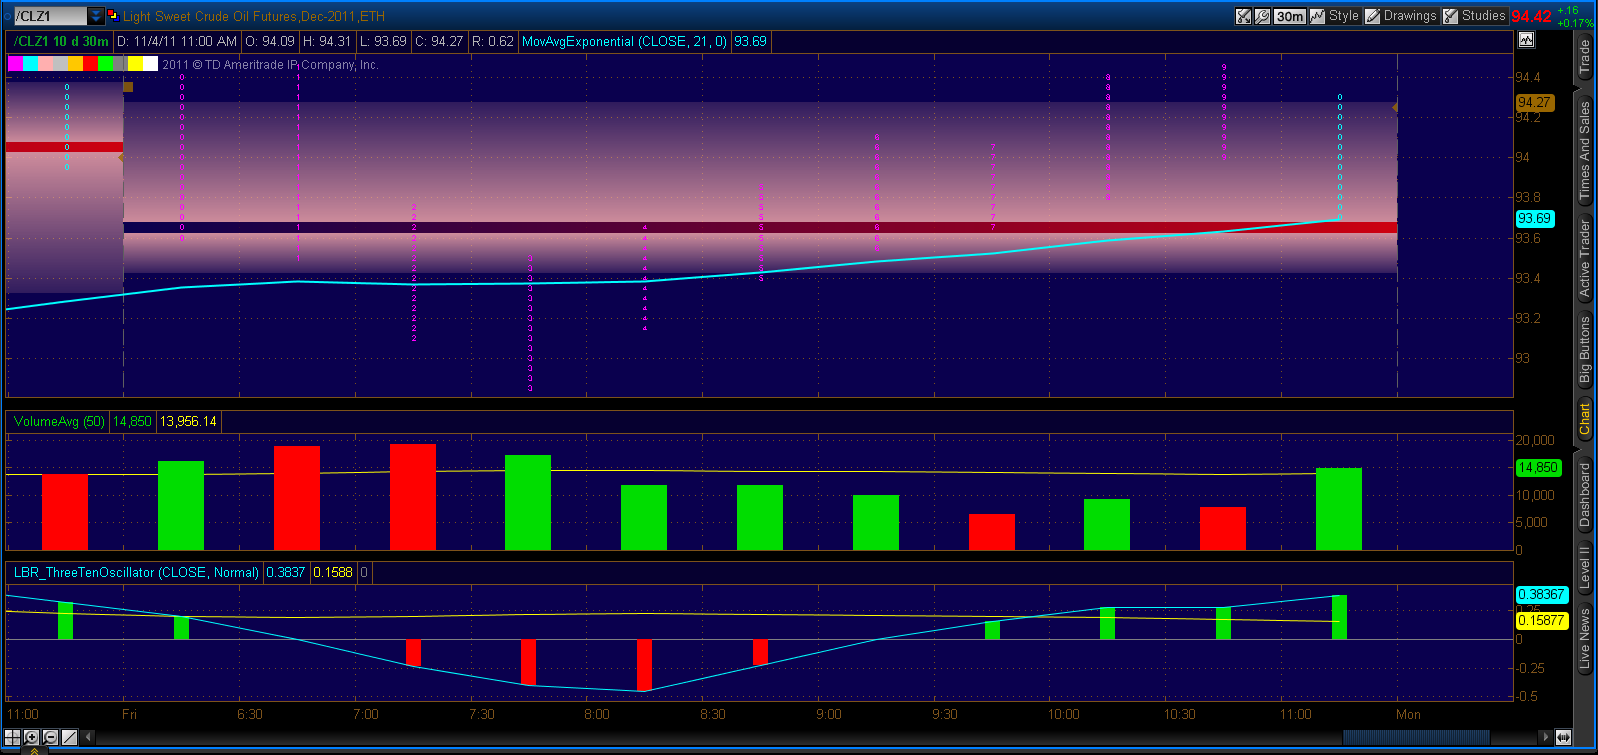 /CLZ1 Light Sweet Crude Oil Futures,Dec-2011,ETH 30m Style Drawings Studies 94.42 +.16 +0.17%
/CLZ1 10 d 30m D: 11/4/11 11:00 AM O: 94.09 H: 94.31 L: 93.69 C: 94.27 R: 0.62 MovAvgExponential (CLOSE, 21, 0) 93.69
2011 © TD Ameritrade IP Company, Inc.
94.4
94.27
94.2
94
93.8
93.69
93.6
93.4
93.2
93
VolumeAvg (50) 14,850 13,956.14
20,000
14,850
10,000
5,000
0
LBR_ThreeTenOscillator (CLOSE, Normal) 0.3837 0.1588 0
0.38367
0.25
0.15877
0
-0.25
-0.5
11:00 Fri 6:30 7:00 7:30 8:00 8:30 9:00 9:30 10:00 10:30 11:00 Mon
Trade
Times And Sales
Active Trader
Big Buttons
Chart
Dashboard
Level II
Live News